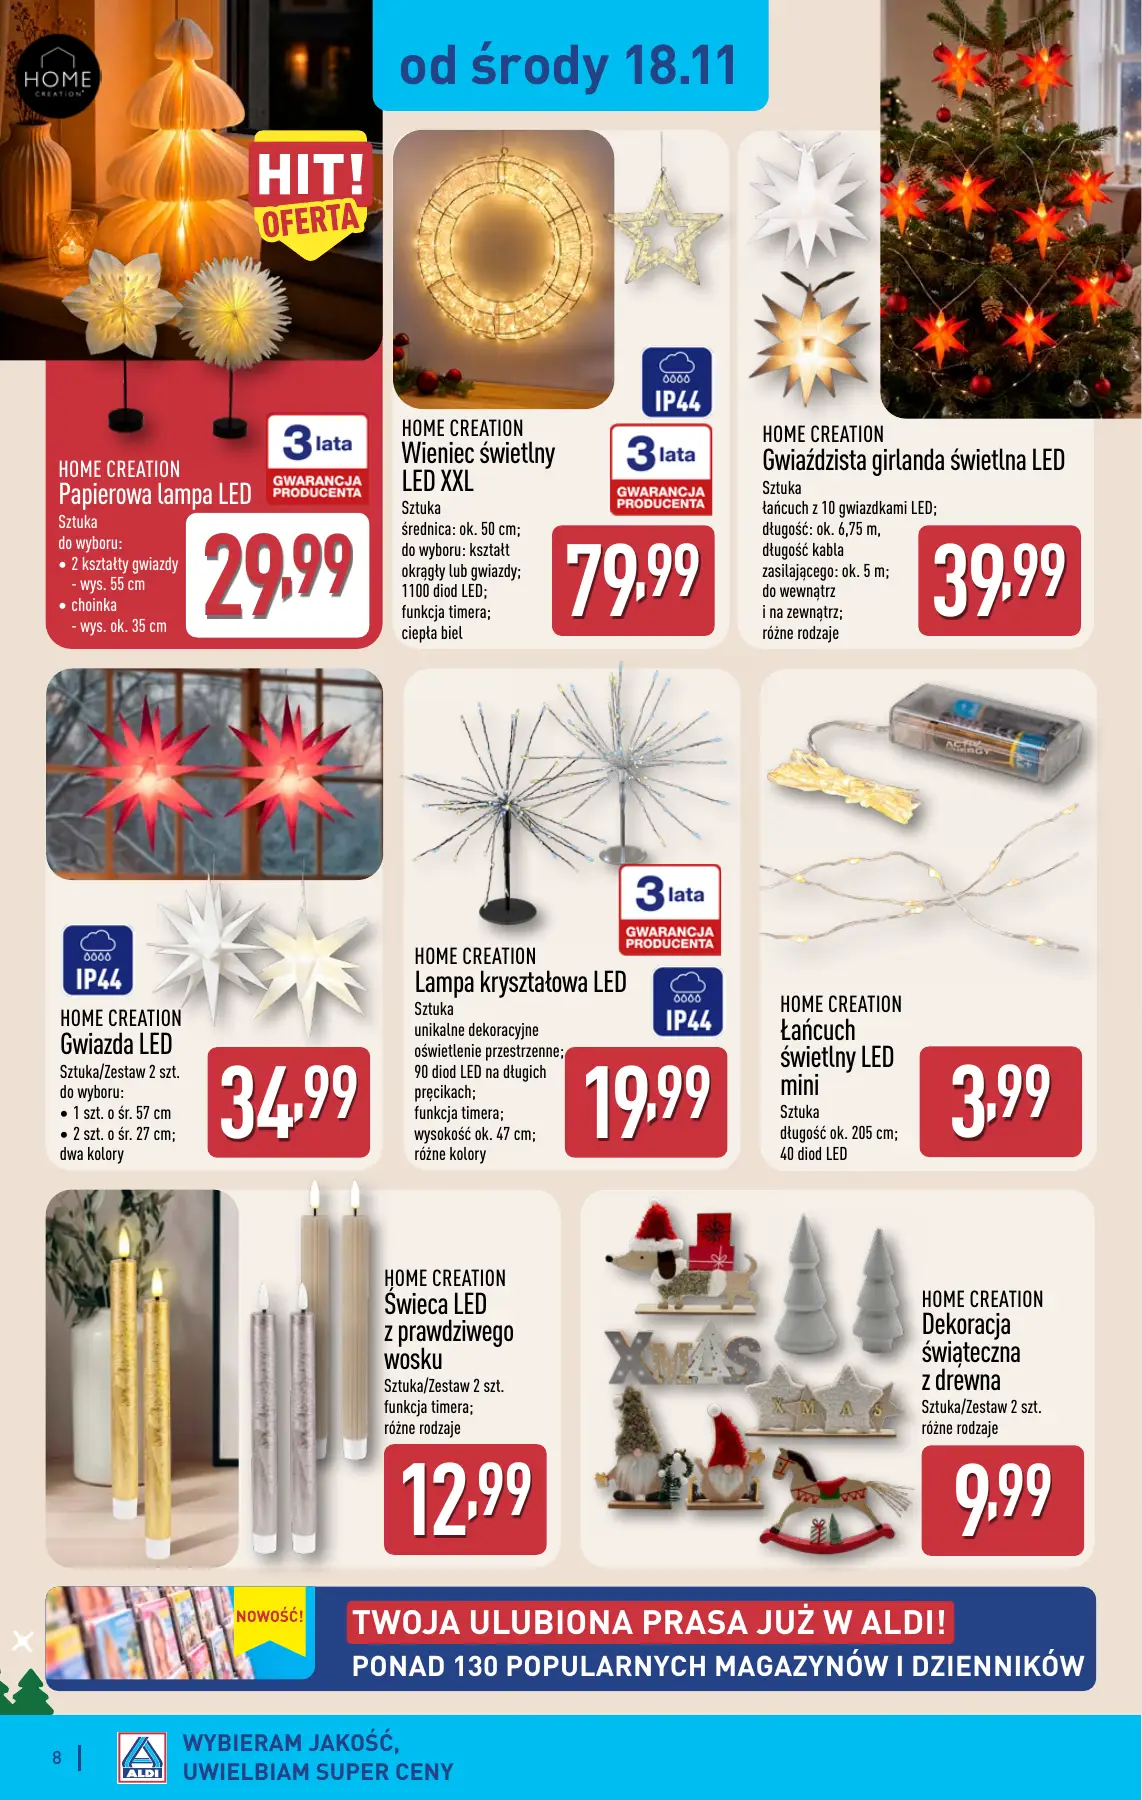 HOME
CREATION
od środy 18.11
HIT!
OFERTA
3 lata
GWARANCJA
PRODUCENTA
HOME CREATION
Papierowa lampa LED
Sztuka
do wyboru:
• 2 kształty gwiazdy
- wys. 55 cm
• choinka
- wys. ok. 35 cm
29,99
IP44
3 lata
GWARANCJA
PRODUCENTA
HOME CREATION
Wieniec świetlny
LED XXL
Sztuka
średnica: ok. 50 cm;
do wyboru: kształt
okrągły lub gwiazdy;
1100 diod LED;
funkcja timera;
ciepła biel
79,99
HOME CREATION
Gwiaździsta girlanda świetlna LED
Sztuka
łańcuch z 10 gwiazdkami LED;
długość: ok. 6,75 m,
długość kabla
zasilającego: ok. 5 m;
do wewnątrz
i na zewnątrz;
różne rodzaje
39,99
IP44
HOME CREATION
Gwiazda LED
Sztuka/Zestaw 2 szt.
do wyboru:
• 1 szt. o śr. 57 cm
• 2 szt. o śr. 27 cm;
dwa kolory
34,99
3 lata
GWARANCJA
PRODUCENTA
IP44
HOME CREATION
Lampa kryształowa LED
Sztuka
unikalne dekoracyjne
oświetlenie przestrzenne;
90 diod LED na długich
pręcikach;
funkcja timera;
wysokość ok. 47 cm;
różne kolory
19,99
ACTIV
ENERGY
HOME CREATION
Łańcuch
świetlny LED
mini
Sztuka
długość ok. 205 cm;
40 diod LED
3,99
HOME CREATION
Świeca LED
z prawdziwego
wosku
Sztuka/Zestaw 2 szt.
funkcja timera;
różne rodzaje
12,99
XMAS
XMAS
HOME CREATION
Dekoracja
świąteczna
z drewna
Sztuka/Zestaw 2 szt.
różne rodzaje
9,99
NOWOŚĆ!
TWOJA ULUBIONA PRASA JUŻ W ALDI!
PONAD 130 POPULARNYCH MAGAZYNÓW I DZIENNIKÓW
8
ALDI
WYBIERAM JAKOŚĆ,
UWIELBIAM SUPER CENY